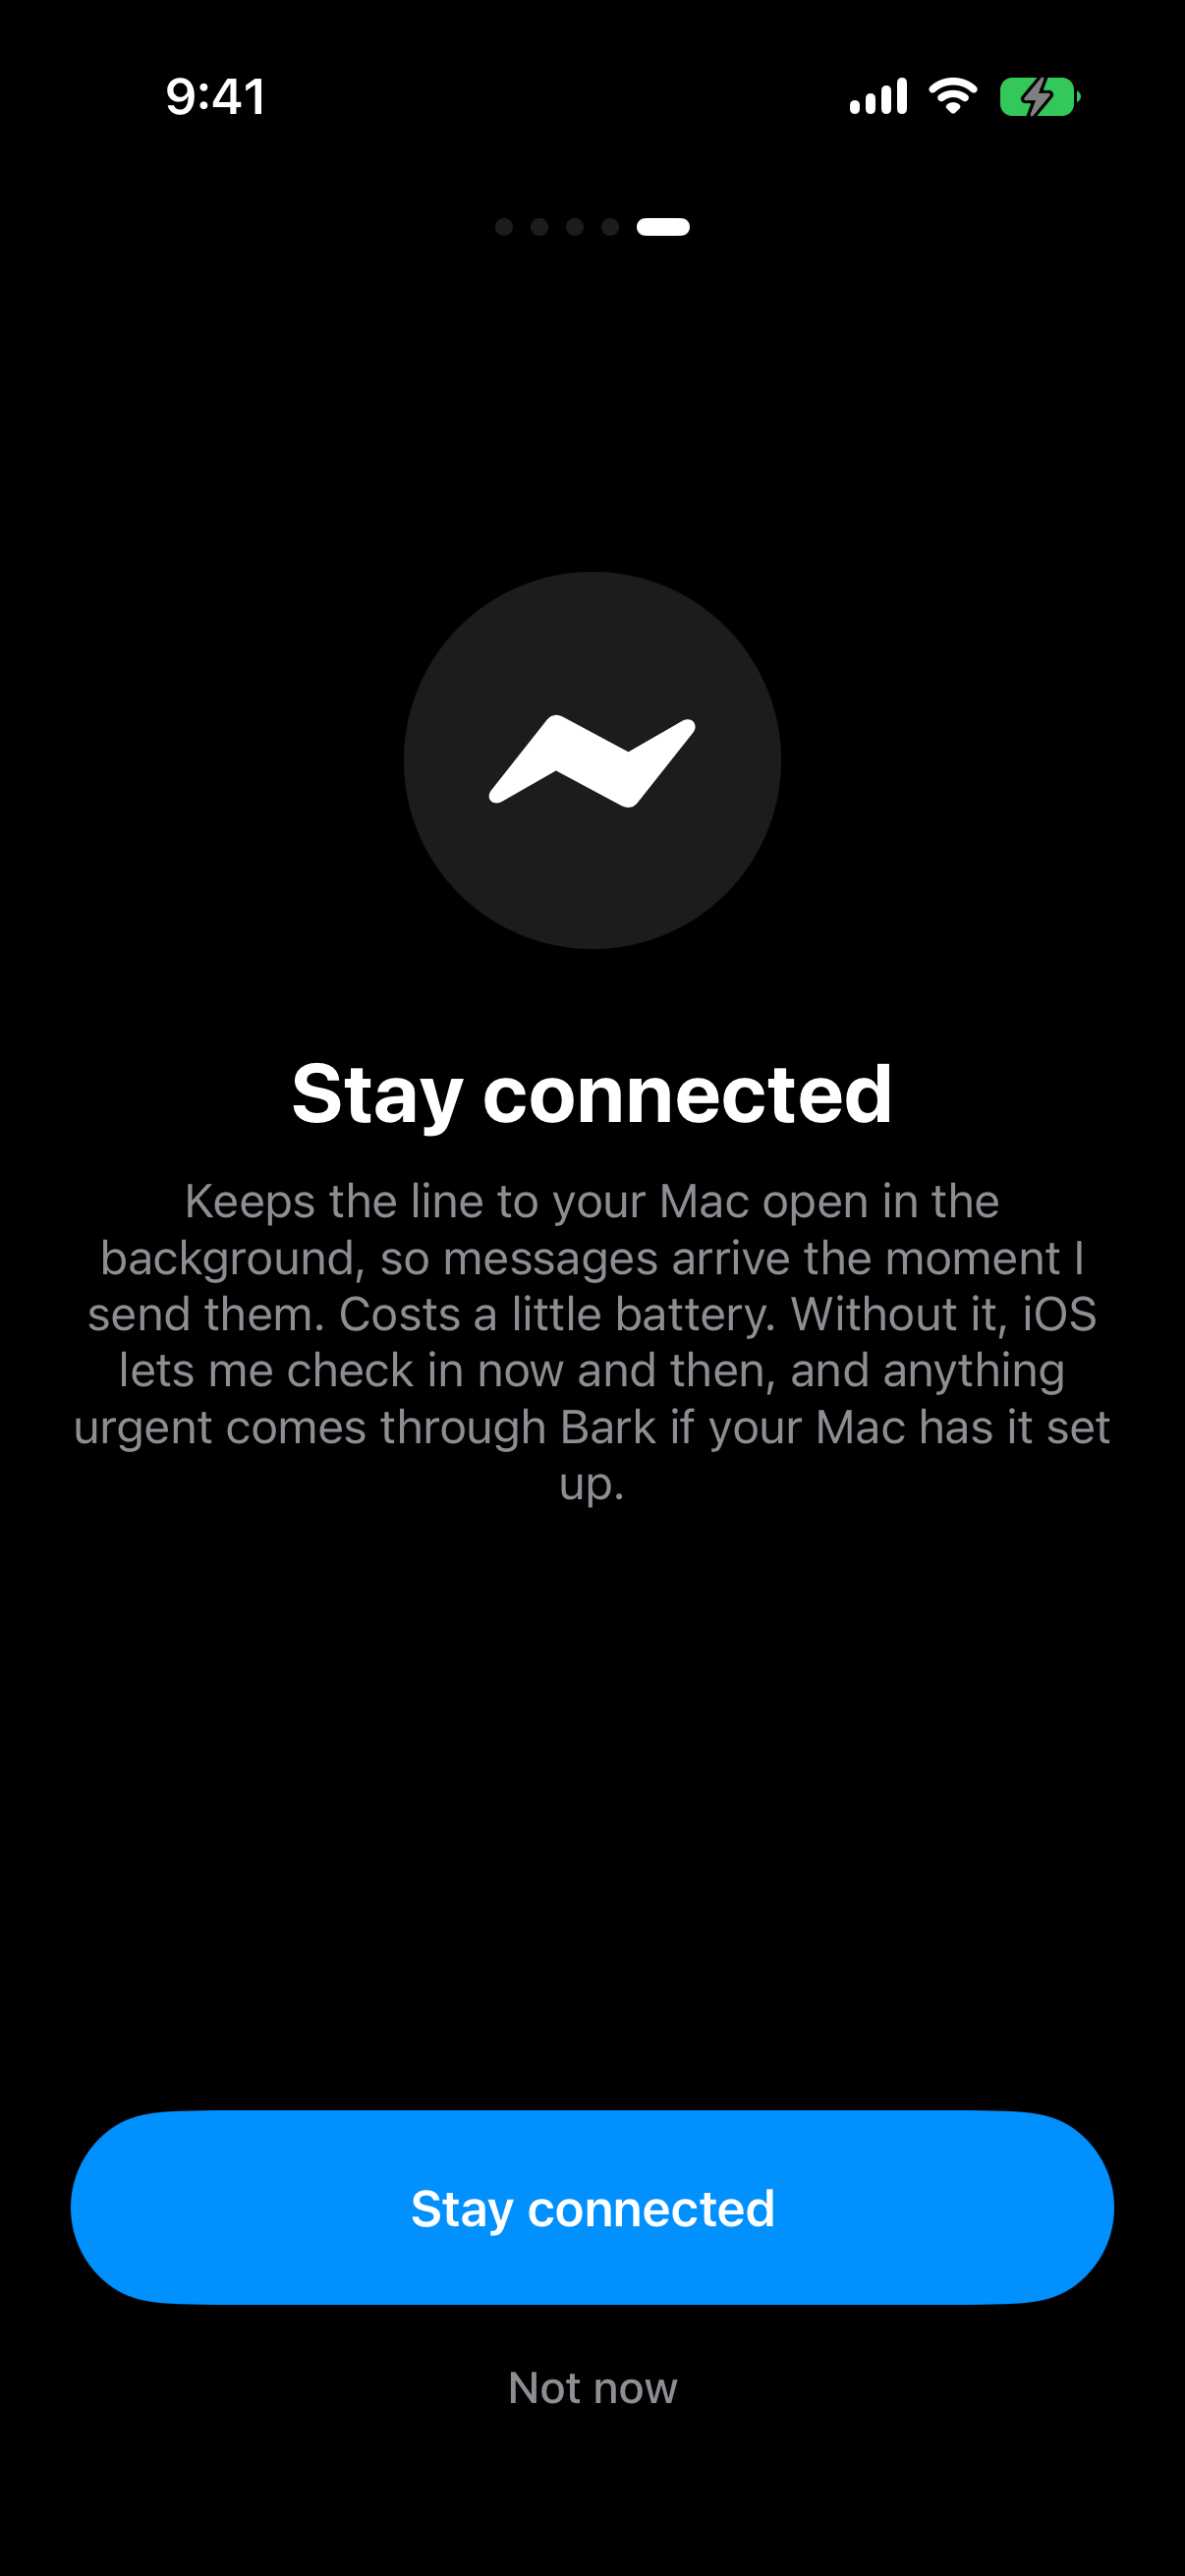 9:41
Stay connected
Keeps the line to your Mac open in the
background, so messages arrive the moment I
send them. Costs a little battery. Without it, iOS
lets me check in now and then, and anything
urgent comes through Bark if your Mac has it set
up.
Stay connected
Not now